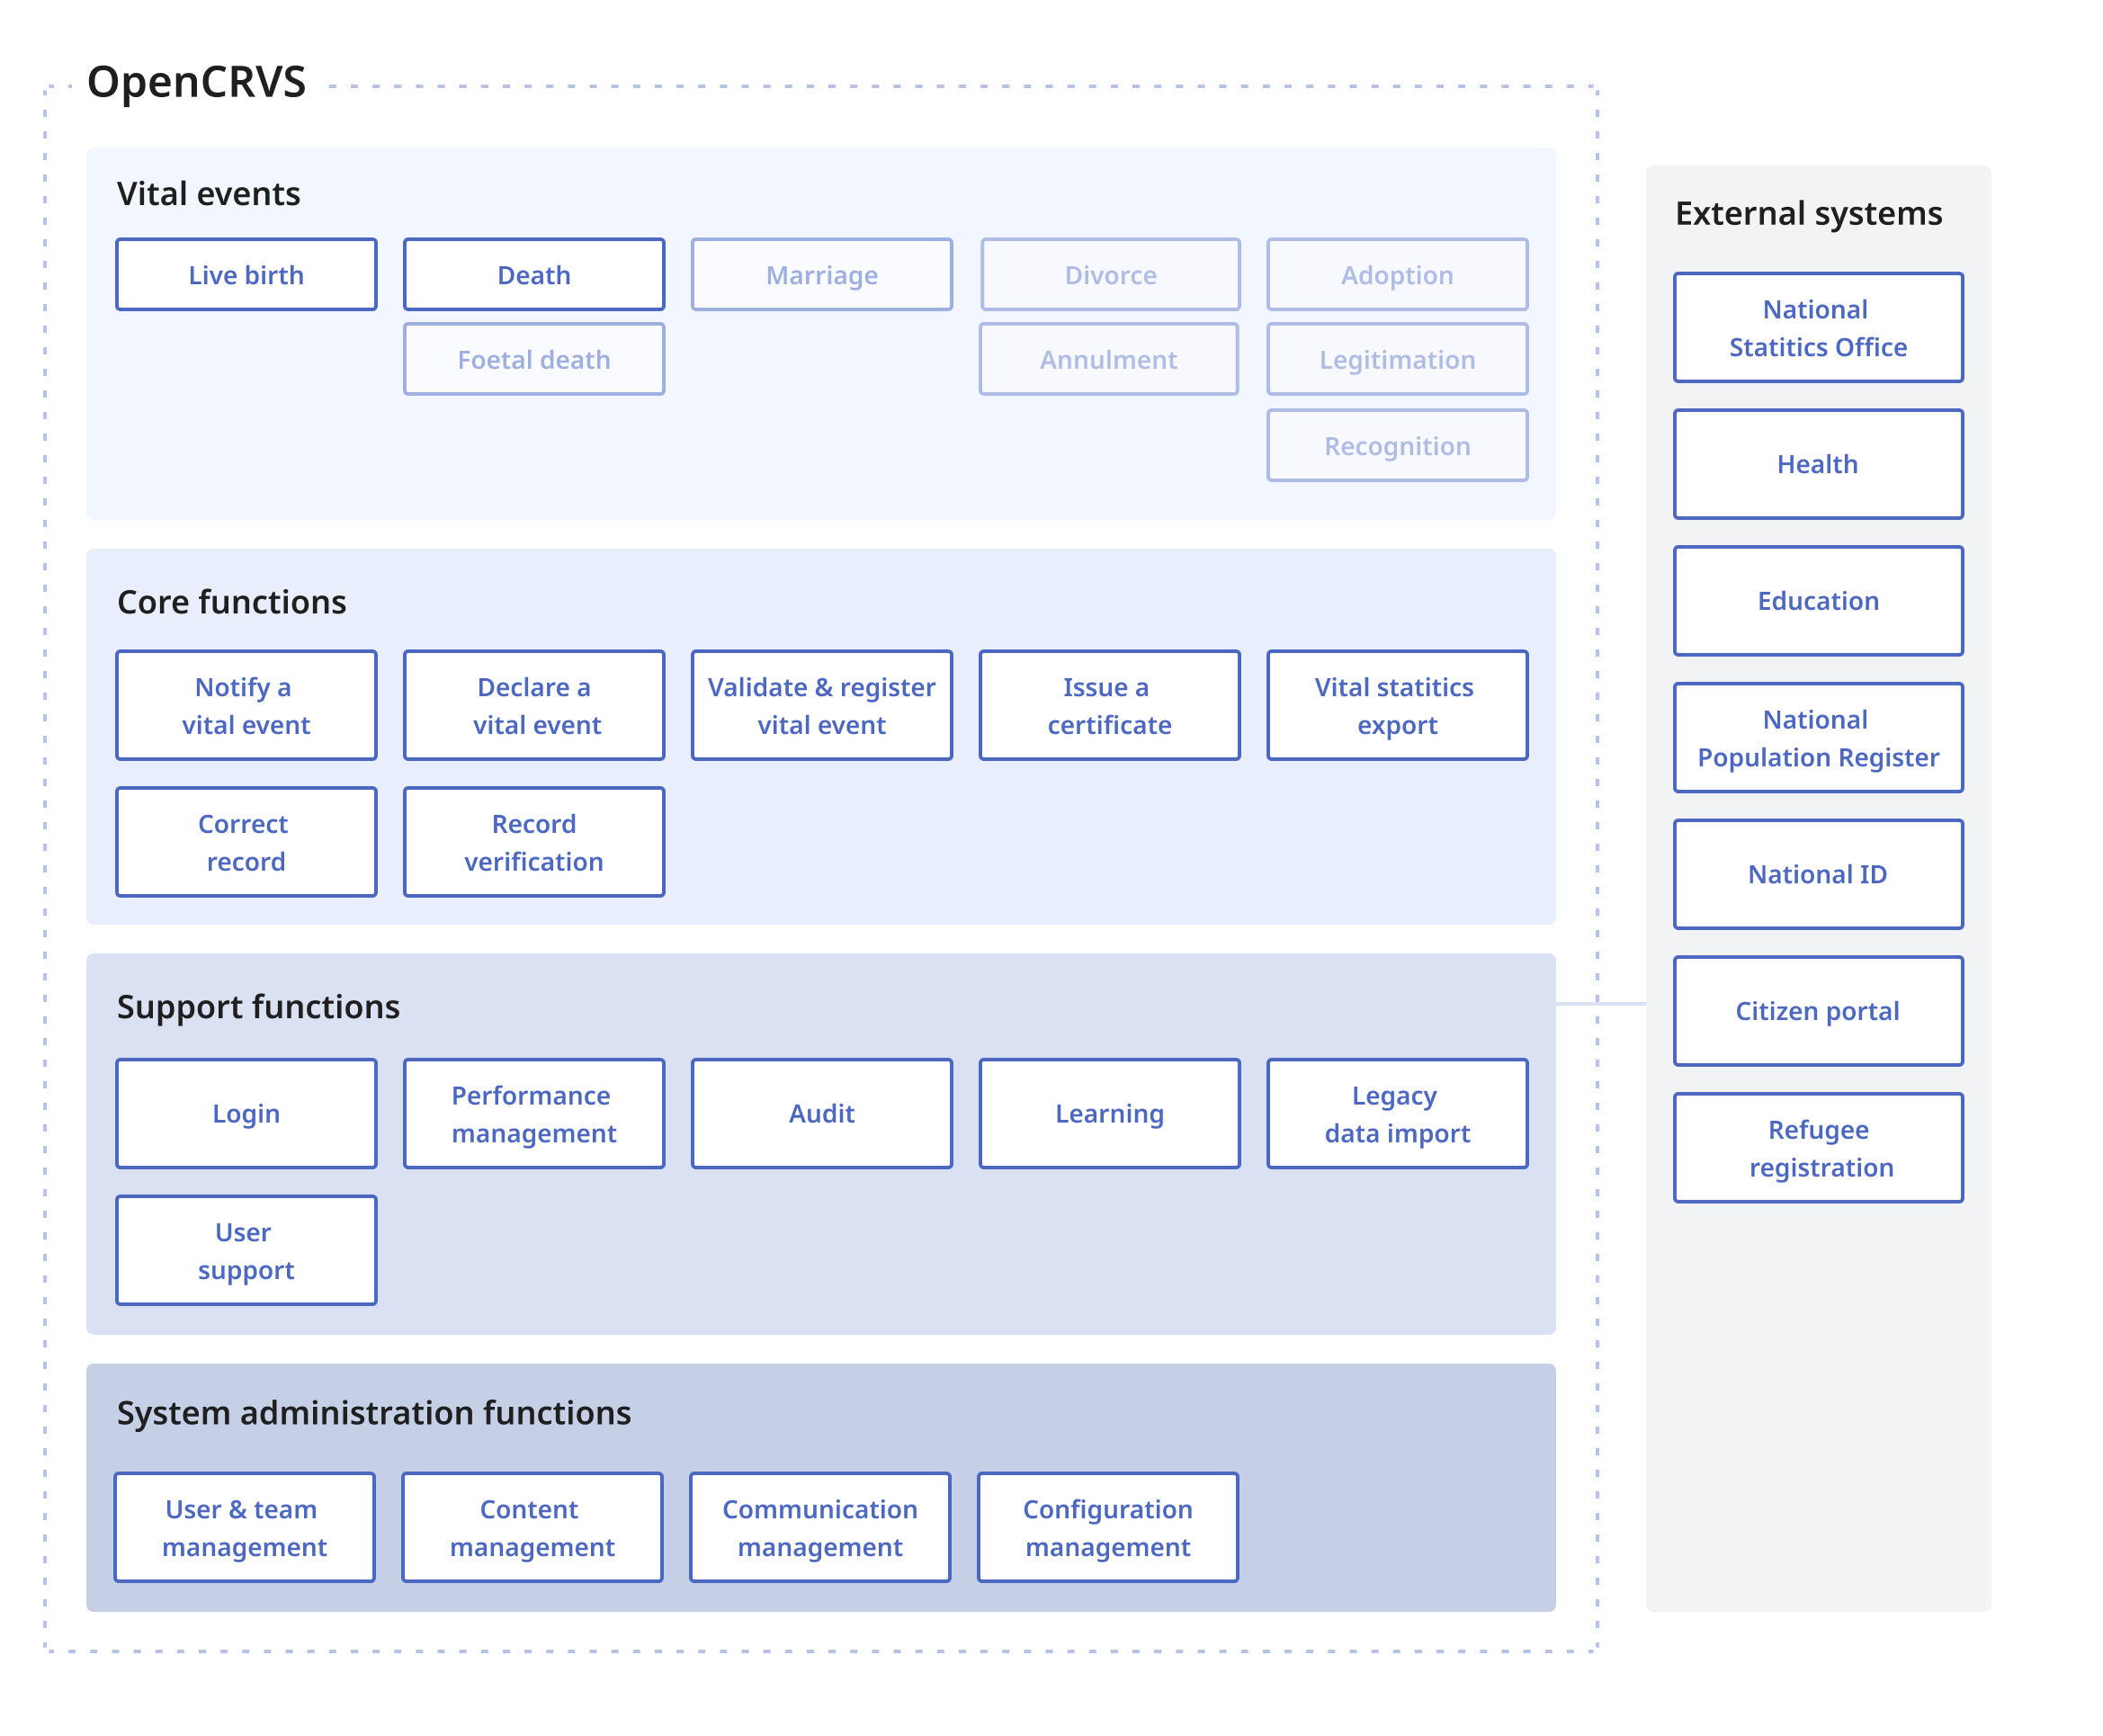 OpenCRVS
Vital events
Live birth
Death
Marriage
Divorce
Adoption
Foetal death
Annulment
Legitimation
Recognition
Core functions
Notify a
vital event
Declare a
vital event
Validate & register
vital event
Issue a
certificate
Vital statitics
export
Correct
record
Record
verification
Support functions
Login
Performance
management
Audit
Learning
Legacy
data import
User
support
System administration functions
User & team
management
Content
management
Communication
management
Configuration
management
External systems
National
Statitics Office
Health
Education
National
Population Register
National ID
Citizen portal
Refugee
registration